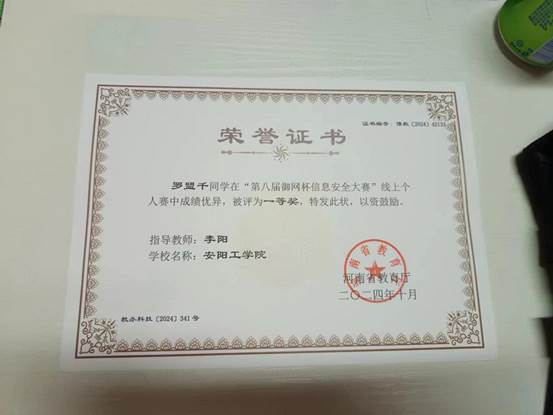 证书编号 豫教〔2024〕42135
荣誉证书
罗盟千同学在“第八届御网杯信息安全大赛”线上个
人赛中成绩优异，被评为一等奖，特发此状，以资鼓励。
指导教师：李阳
学校名称：安阳工学院
河南省教育厅
河南省教育厅
二〇二四年十月
教办科技〔2024〕341号